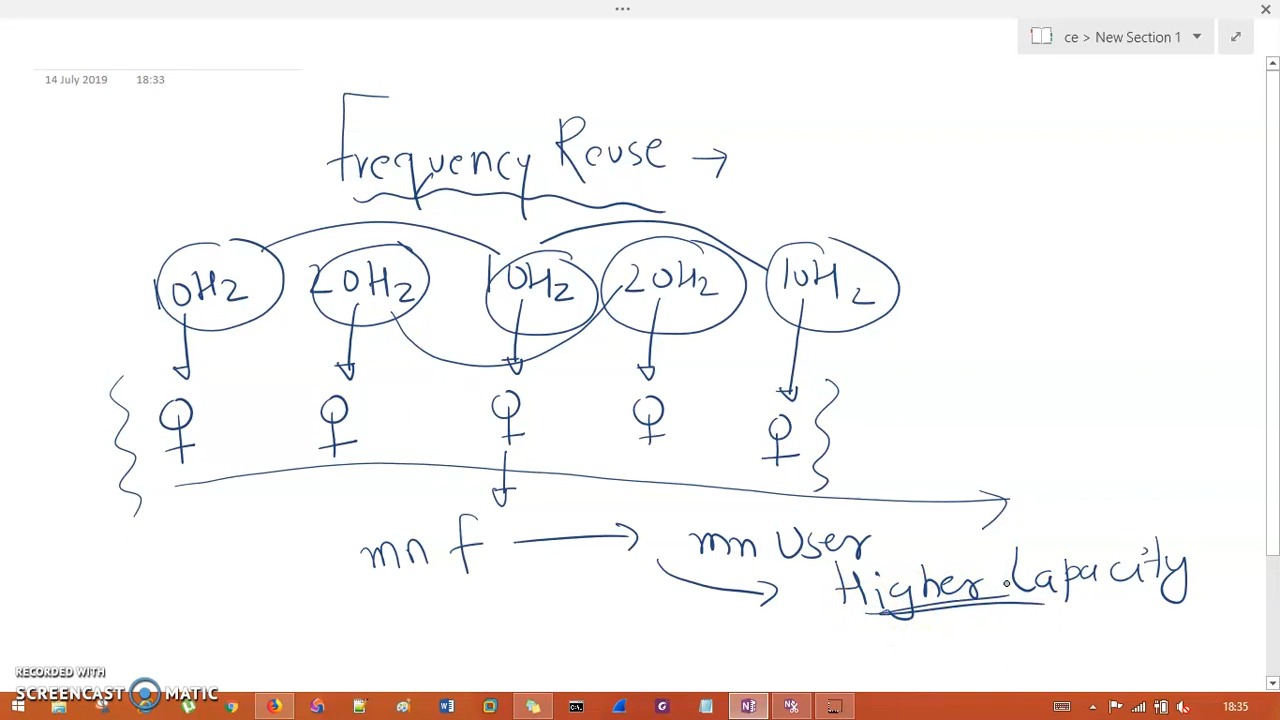 ce > New Section 1
14 July 2019 18:33
Frequency Reuse →
10Hz 20Hz 10Hz 20Hz 10Hz
mn f → mn User
Higher Capacity
RECORDED WITH
SCREENCAST MATIC
18:35